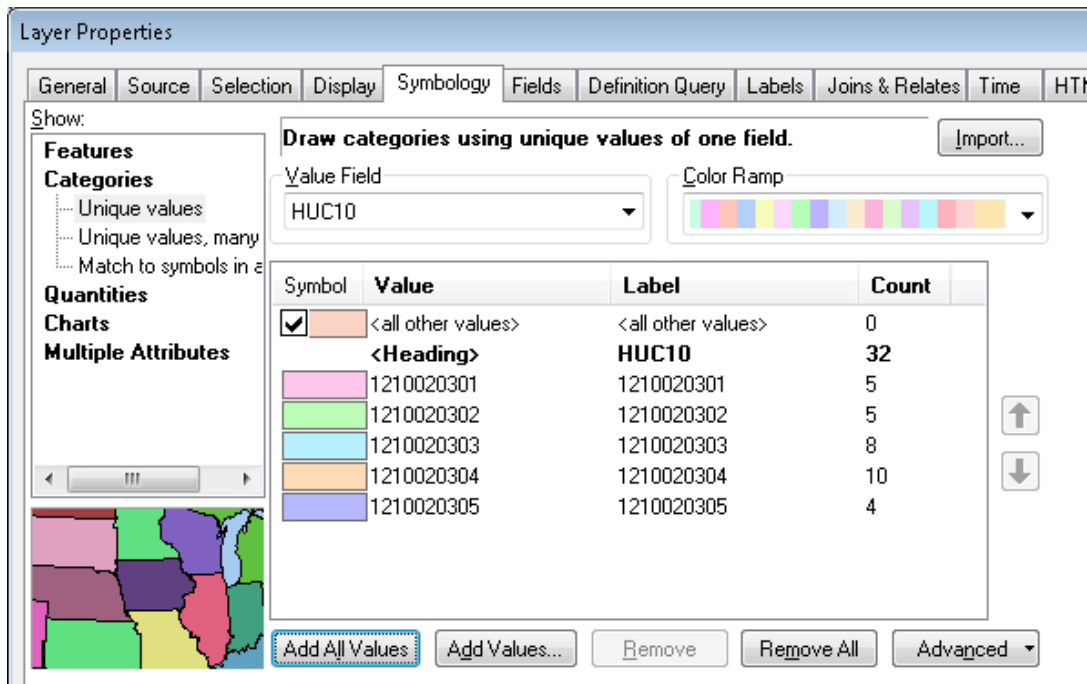 Layer Properties
General Source Selection Display Symbology Fields Definition Query Labels Joins & Relates Time HTM
Show:
Features
Categories
Unique values
Unique values, many
Match to symbols in a
Quantities
Charts
Multiple Attributes
Draw categories using unique values of one field.
Import...
Value Field
HUC10
Color Ramp
Symbol Value Label Count
<all other values> <all other values> 0
<Heading> HUC10 32
1210020301 1210020301 5
1210020302 1210020302 5
1210020303 1210020303 8
1210020304 1210020304 10
1210020305 1210020305 4
Add All Values Add Values... Remove Remove All Advanced